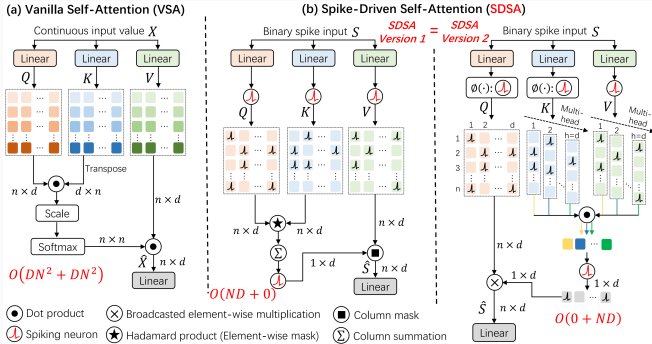 (a) Vanilla Self-Attention (VSA)
Continuous input value X
Linear
Linear
Linear
Q
K
V
Transpose
n × d
d × n
n × d
Scale
Softmax
n × n
n × d
X̂
O(DN² + DN²)
Linear
(b) Spike-Driven Self-Attention (SDSA)
Binary spike input S
SDSA
Version 1
=
SDSA
Version 2
Linear
Linear
Linear
Q
K
V
n × d
n × d
n × d
1 × d
Ŝ
n × d
O(ND + 0)
Linear
Binary spike input S
Linear
Linear
Linear
∅(·):
∅(·):
Q
K
V
Multi-head
Multi-head
1
2
...
d
1
2
3
n
1
2
h=d
1
2
h=d
n × d
1 × d
1 × d
Ŝ
n × d
O(0 + ND)
Linear
Dot product
Broadcasted element-wise multiplication
Column mask
Spiking neuron
Hadamard product (Element-wise mask)
Σ
Column summation